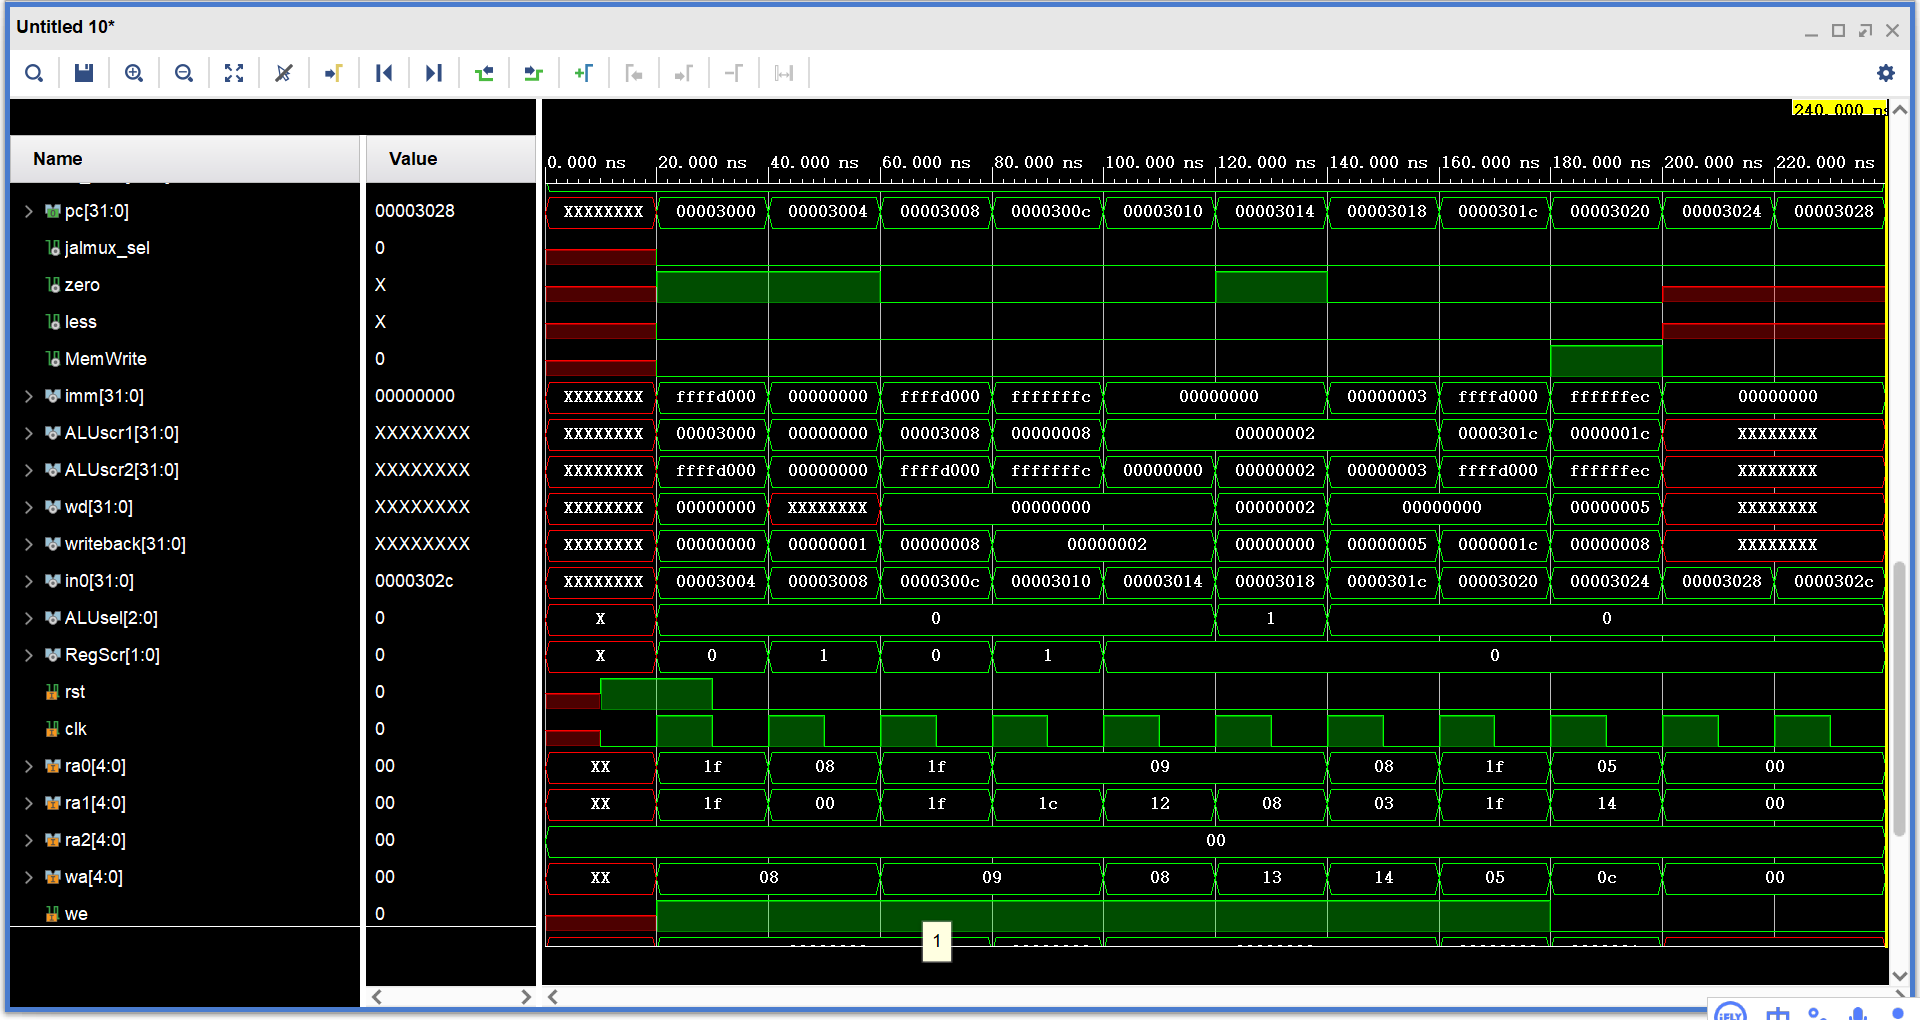 Untitled 10*
240.000 ns
Name Value
0.000 ns 20.000 ns 40.000 ns 60.000 ns 80.000 ns 100.000 ns 120.000 ns 140.000 ns 160.000 ns 180.000 ns 200.000 ns 220.000 ns
pc[31:0] 00003028 XXXXXXXX 00003000 00003004 00003008 0000300c 00003010 00003014 00003018 0000301c 00003020 00003024 00003028
jalmux_sel 0
zero X
less X
MemWrite 0
imm[31:0] 00000000 XXXXXXXX ffffd000 00000000 ffffd000 fffffffc 00000000 00000003 ffffd000 ffffffec 00000000
ALUscr1[31:0] XXXXXXXX XXXXXXXX 00003000 00000000 00003008 00000008 00000002 0000301c 0000001c XXXXXXXX
ALUscr2[31:0] XXXXXXXX XXXXXXXX ffffd000 00000000 ffffd000 fffffffc 00000000 00000002 00000003 ffffd000 ffffffec XXXXXXXX
wd[31:0] XXXXXXXX XXXXXXXX 00000000 XXXXXXXX 00000000 00000002 00000000 00000005 XXXXXXXX
writeback[31:0] XXXXXXXX XXXXXXXX 00000000 00000001 00000008 00000002 00000000 00000005 0000001c 00000008 XXXXXXXX
in0[31:0] 0000302c XXXXXXXX 00003004 00003008 0000300c 00003010 00003014 00003018 0000301c 00003020 00003024 00003028 0000302c
ALUsel[2:0] 0 X 0 1 0
RegScr[1:0] 0 X 0 1 0 1 0
rst 0
clk 0
ra0[4:0] 00 XX 1f 08 1f 09 08 1f 05 00
ra1[4:0] 00 XX 1f 00 1f 1c 12 08 03 1f 14 00
ra2[4:0] 00 00
wa[4:0] 00 XX 08 09 08 13 14 05 0c 00
we 0
1
iFLY 中